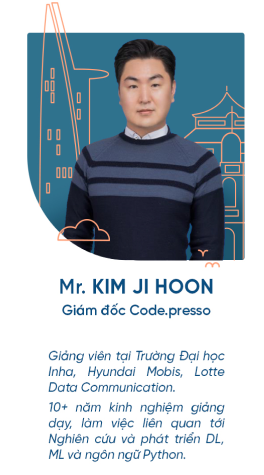 Mr. KIM JI HOON
Giám đốc Code.presso
Giảng viên tại Trường Đại học
Inha, Hyundai Mobis, Lotte
Data Communication.
10+ năm kinh nghiệm giảng
dạy, làm việc liên quan tới
Nghiên cứu và phát triển DL,
ML và ngôn ngữ Python.